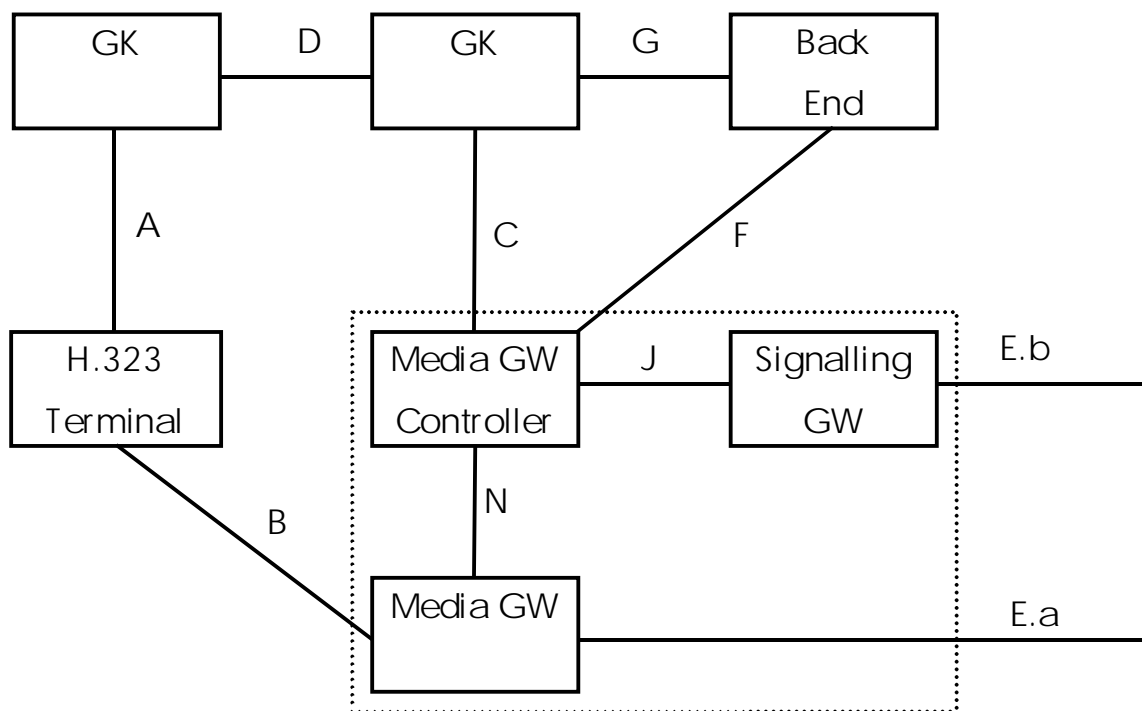 GK
D
GK
G
Back
End
A
C
F
H.323
Terminal
Media GW
Controller
J
Signalling
GW
E.b
B
N
Media GW
E.a